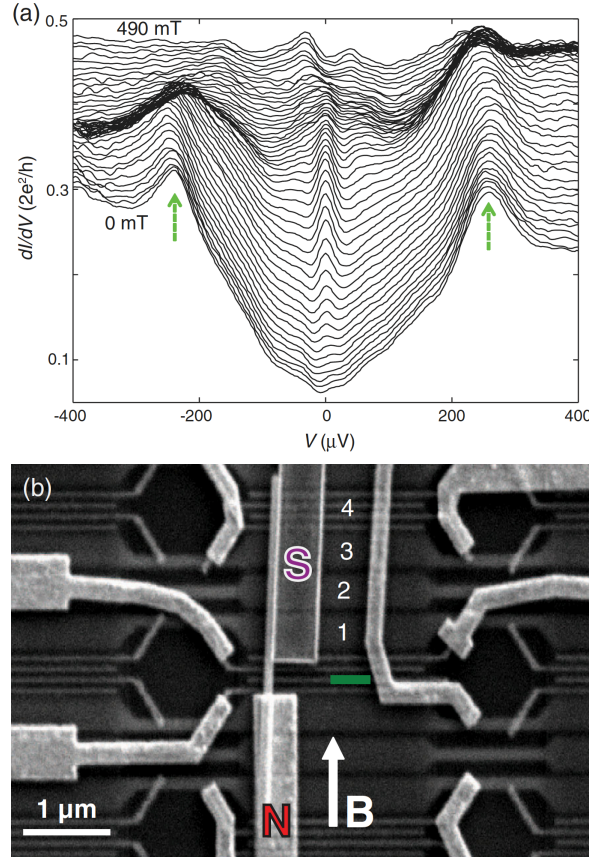 (a)
490 mT
0.5
0.3
0.1
dI/dV (2e²/h)
0 mT
-400
-200
0
200
400
V (μV)
(b)
4
3
S
2
1
B
N
1 μm